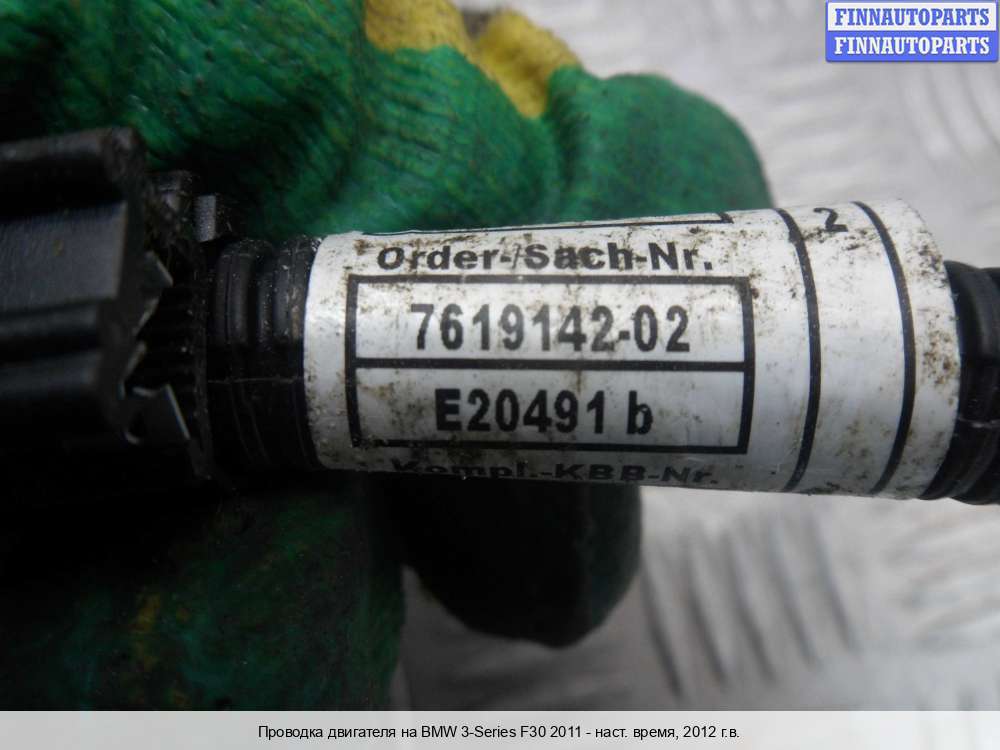 FINNAUTOPARTS
FINNAUTOPARTS
2
Order-/Sach-Nr.
7619142-02
E20491 b
Kompl.-KBB-Nr.
Проводка двигателя на BMW 3-Series F30 2011 - наст. время, 2012 г.в.